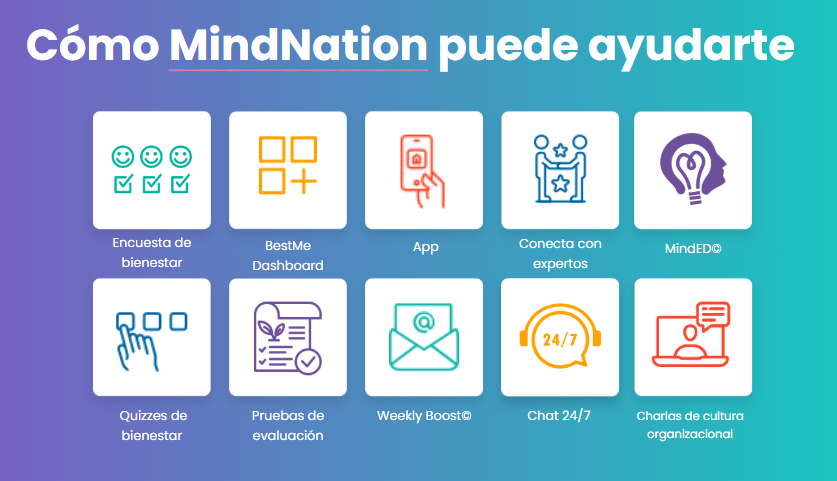 Cómo MindNation puede ayudarte
Encuesta de
bienestar
BestMe
Dashboard
App
Conecta con
expertos
MindED©
24/7
Quizzes de
bienestar
Pruebas de
evaluación
Weekly Boost©
Chat 24/7
Charlas de cultura
organizacional